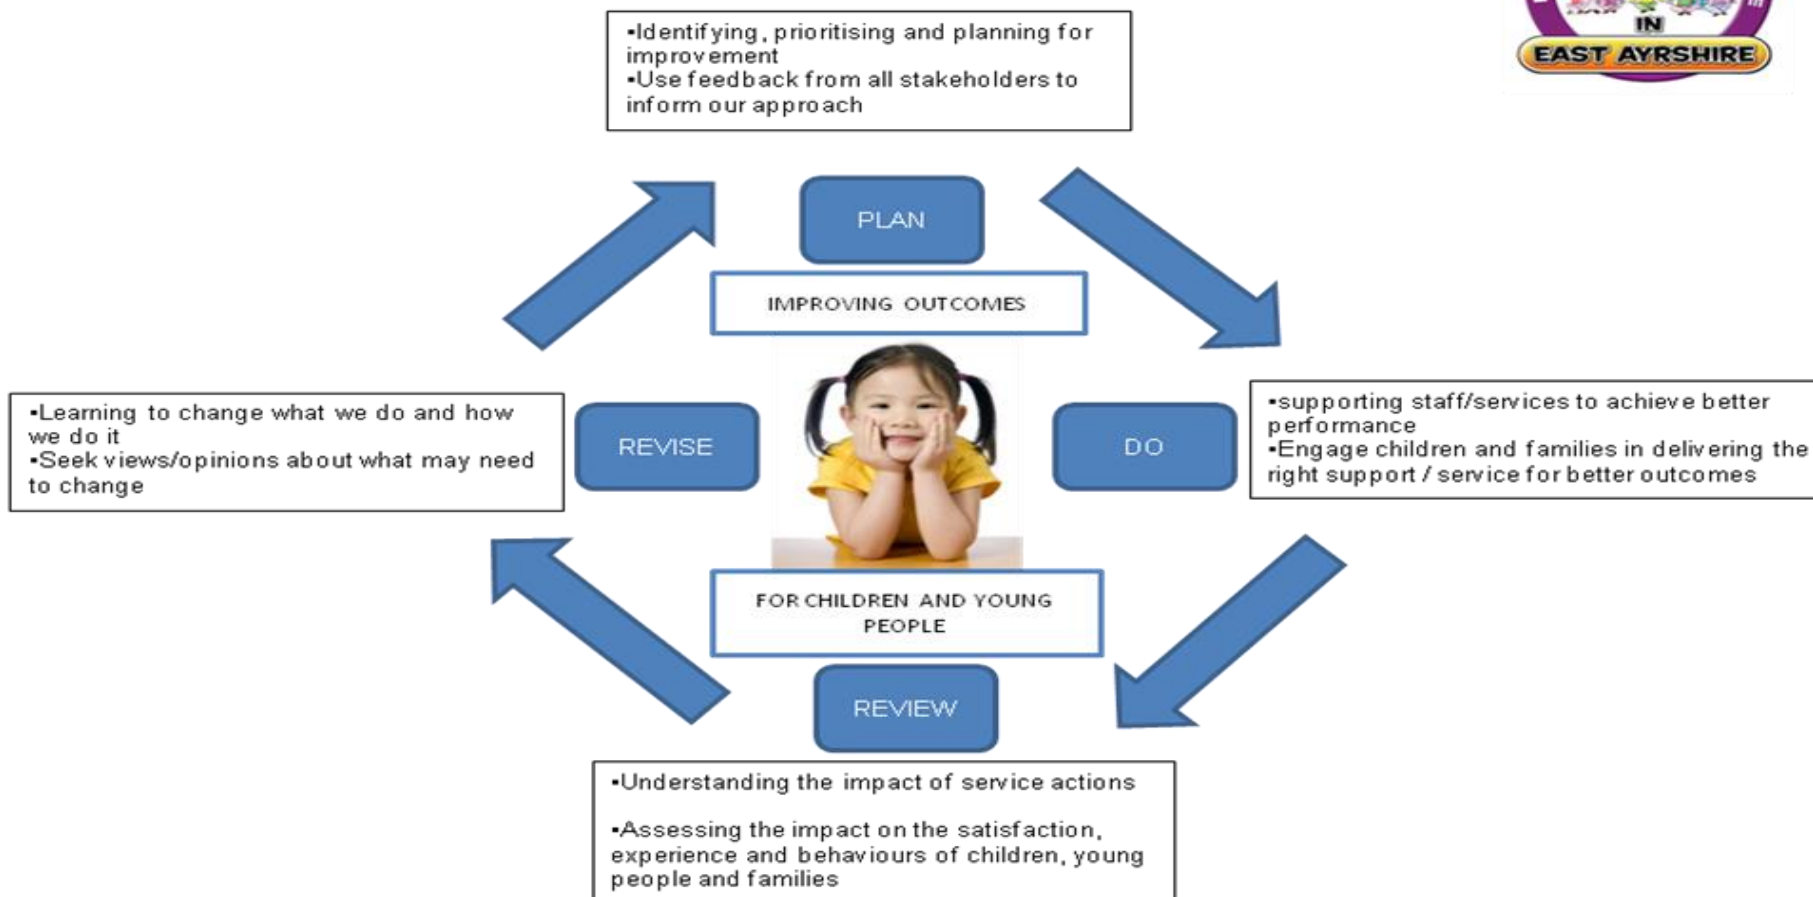 ▪Identifying, prioritising and planning for
improvement
▪Use feedback from all stakeholders to
inform our approach
IN
EAST AYRSHIRE
PLAN
IMPROVING OUTCOMES
▪Learning to change what we do and how
we do it
▪Seek views/opinions about what may need
to change
REVISE
DO
▪supporting staff/services to achieve better
performance
▪Engage children and families in delivering the
right support / service for better outcomes
FOR CHILDREN AND YOUNG
PEOPLE
REVIEW
▪Understanding the impact of service actions
▪Assessing the impact on the satisfaction,
experience and behaviours of children, young
people and families